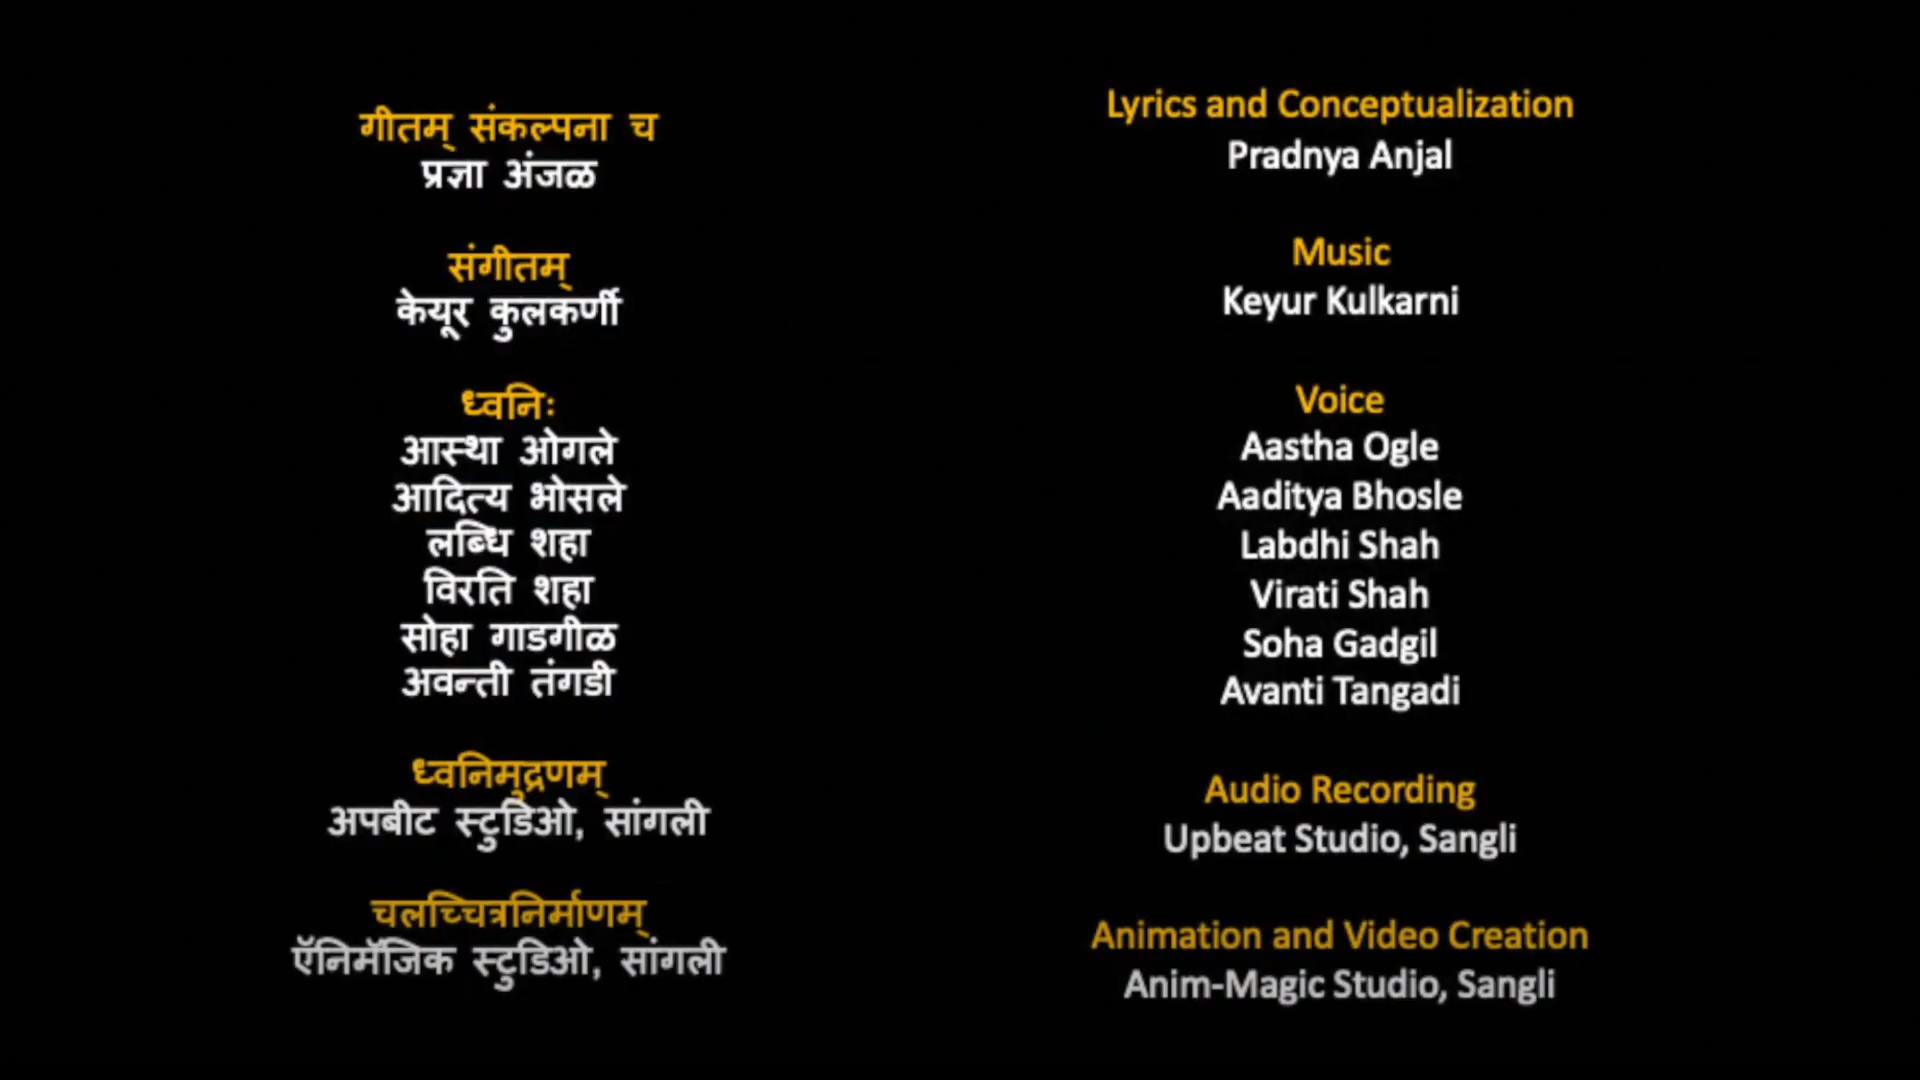 गीतम् संकल्पना च
प्रज्ञा अंजळ
संगीतम्
केयूर कुलकर्णी
ध्वनिः
आस्था ओगले
आदित्य भोसले
लब्धि शहा
विरति शहा
सोहा गाडगीळ
अवन्ती तंगडी
ध्वनिमुद्रणम्
अपबीट स्टुडिओ, सांगली
चलच्चित्रनिर्माणम्
ऍनिमॅजिक स्टुडिओ, सांगली
Lyrics and Conceptualization
Pradnya Anjal
Music
Keyur Kulkarni
Voice
Aastha Ogle
Aaditya Bhosle
Labdhi Shah
Virati Shah
Soha Gadgil
Avanti Tangadi
Audio Recording
Upbeat Studio, Sangli
Animation and Video Creation
Anim-Magic Studio, Sangli